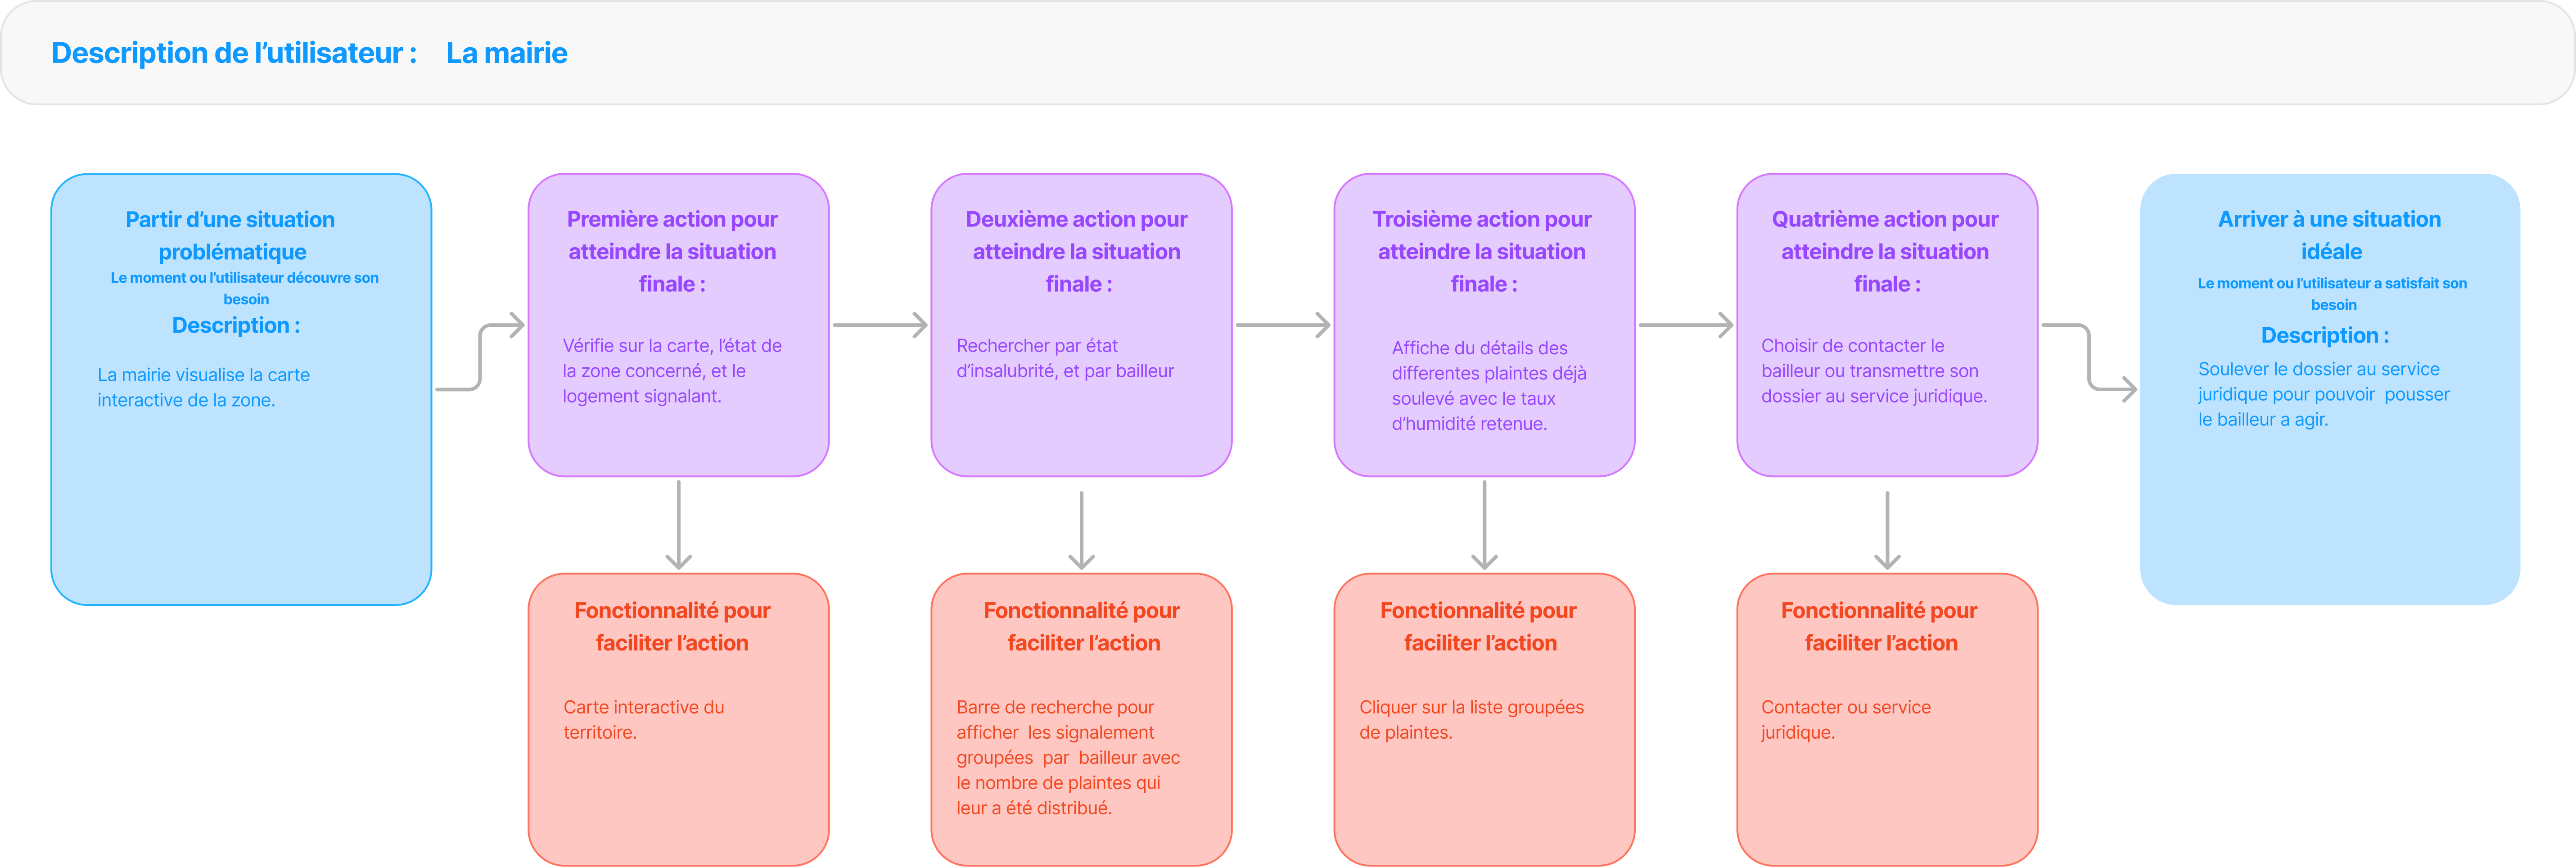 Description de l’utilisateur :    La mairie
Partir d’une situation
problématique
Le moment ou l’utilisateur découvre son
besoin
Description :
La mairie visualise la carte
interactive de la zone.
Première action pour
atteindre la situation
finale :
Vérifie sur la carte, l’état de
la zone concerné, et le
logement signalant.
Deuxième action pour
atteindre la situation
finale :
Rechercher par état
d’insalubrité, et par bailleur
Troisième action pour
atteindre la situation
finale :
Affiche du détails des
differentes plaintes déjà
soulevé avec le taux
d’humidité retenue.
Quatrième action pour
atteindre la situation
finale :
Choisir de contacter le
bailleur ou transmettre son
dossier au service juridique.
Arriver à une situation
idéale
Le moment ou l’utilisateur a satisfait son
besoin
Description :
Soulever le dossier au service
juridique pour pouvoir  pousser
le bailleur a agir.
Fonctionnalité pour
faciliter l’action
Carte interactive du
territoire.
Fonctionnalité pour
faciliter l’action
Barre de recherche pour
afficher  les signalement
groupées  par  bailleur avec
le nombre de plaintes qui
leur a été distribué.
Fonctionnalité pour
faciliter l’action
Cliquer sur la liste groupées
de plaintes.
Fonctionnalité pour
faciliter l’action
Contacter ou service
juridique.